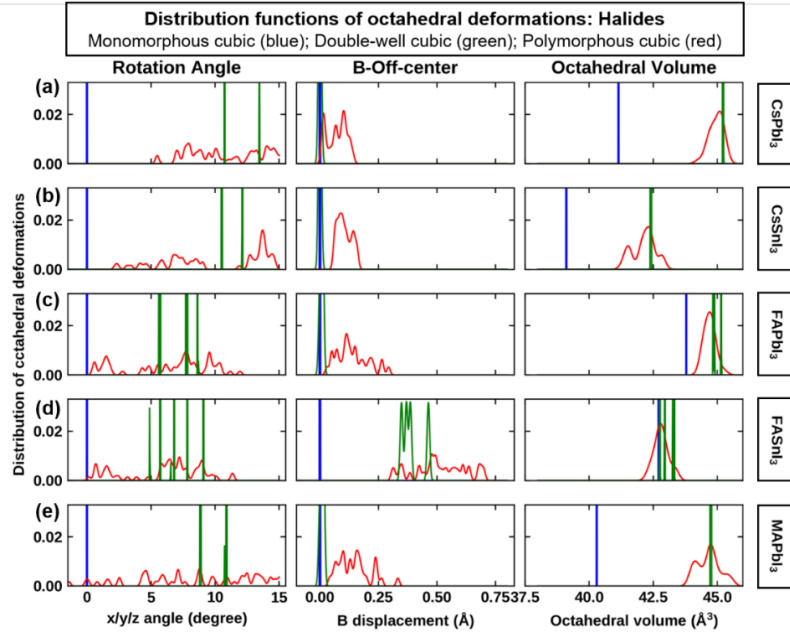 Distribution functions of octahedral deformations: Halides
Monomorphous cubic (blue); Double-well cubic (green); Polymorphous cubic (red)
Rotation Angle B-Off-center Octahedral Volume
Distribution of cctahedral deformations
(a) 0.02 0.00 CsPbI₃
(b) 0.02 0.00 CsSnI₃
(c) 0.02 0.00 FAPbI₃
(d) 0.02 0.00 FASnI₃
(e) 0.02 0.00 MAPbI₃
0 5 10 15 0.00 0.25 0.50 0.7537.5 40.0 42.5 45.0
x/y/z angle (degree) B displacement (Å) Octahedral volume (Å³)